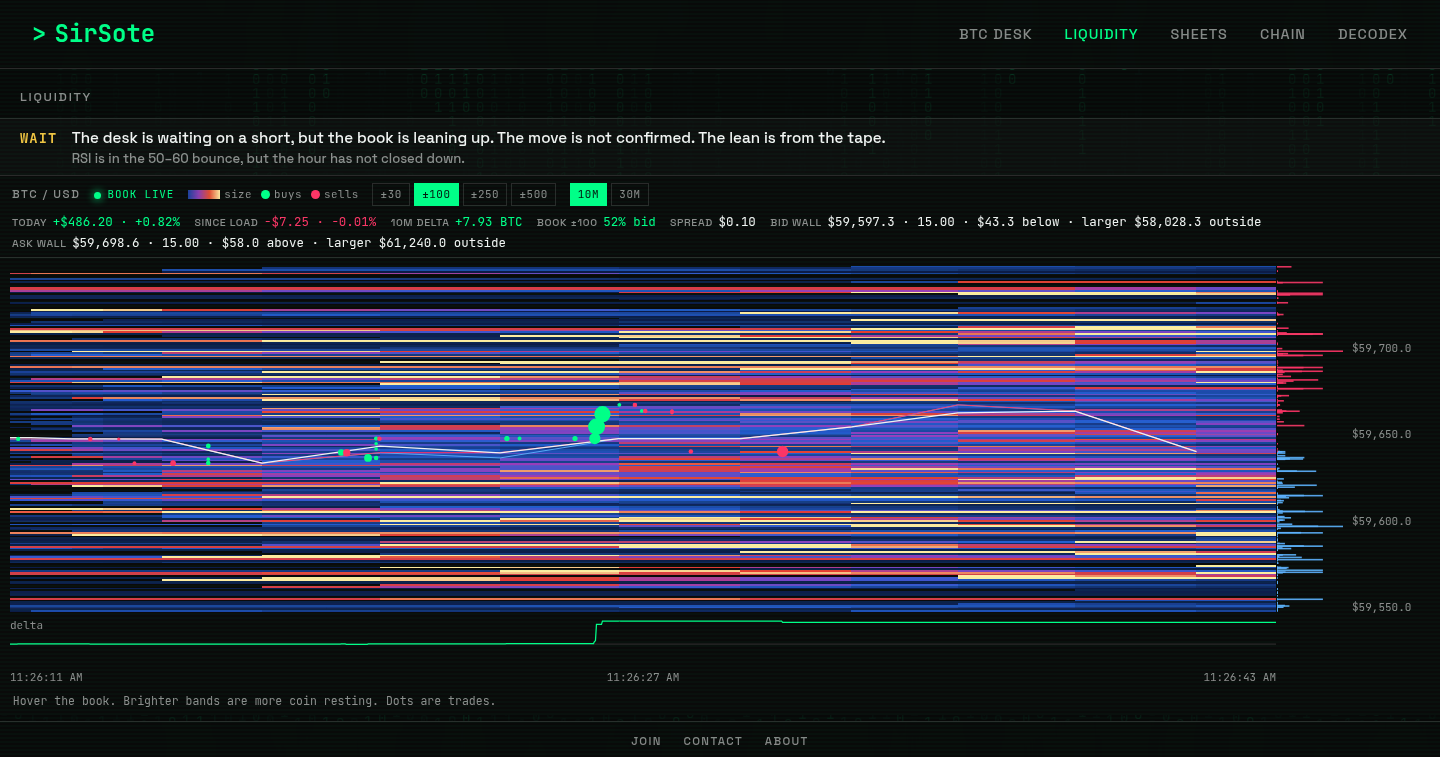 > SirSote
BTC DESK LIQUIDITY SHEETS CHAIN DECODEX
LIQUIDITY
WAIT The desk is waiting on a short, but the book is leaning up. The move is not confirmed. The lean is from the tape.
RSI is in the 50–60 bounce, but the hour has not closed down.
BTC / USD BOOK LIVE size buys sells ±30 ±100 ±250 ±500 10M 30M
TODAY +$486.20 · +0.82% SINCE LOAD -$7.25 · -0.01% 10M DELTA +7.93 BTC BOOK ±100 52% bid SPREAD $0.10 BID WALL $59,597.3 · 15.00 · $43.3 below · larger $58,028.3 outside
ASK WALL $59,698.6 · 15.00 · $58.0 above · larger $61,240.0 outside
$59,700.0
$59,650.0
$59,600.0
$59,550.0
delta
11:26:11 AM 11:26:27 AM 11:26:43 AM
Hover the book. Brighter bands are more coin resting. Dots are trades.
JOIN CONTACT ABOUT